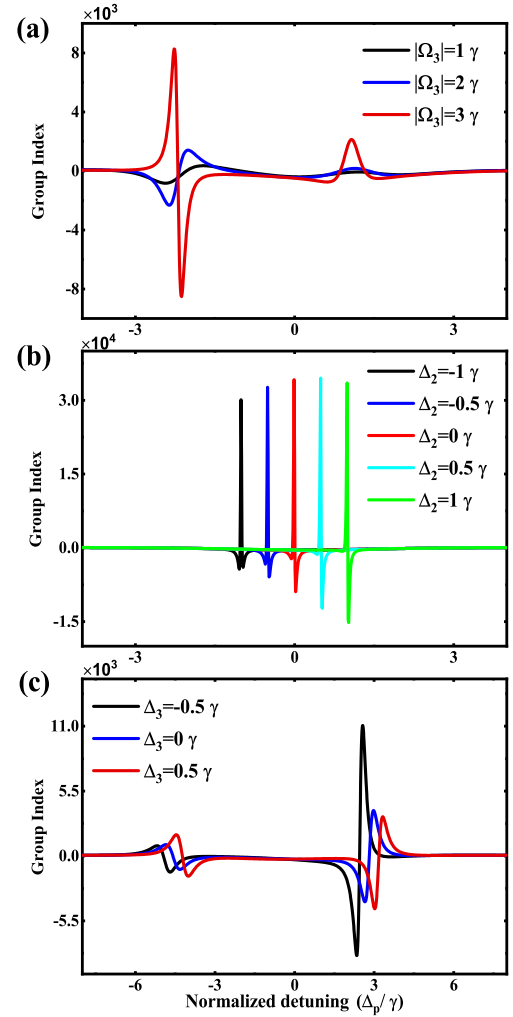 (a)
×10³
|Ω₃|=1 γ
|Ω₃|=2 γ
|Ω₃|=3 γ
8
4
0
-4
-8
Group Index
-3
0
3
(b)
×10⁴
Δ₂=-1 γ
Δ₂=-0.5 γ
Δ₂=0 γ
Δ₂=0.5 γ
Δ₂=1 γ
3.0
1.5
0.0
-1.5
Group Index
-3
0
3
(c)
×10³
Δ₃=-0.5 γ
Δ₃=0 γ
Δ₃=0.5 γ
11.0
5.5
0.0
-5.5
Group Index
-6
-3
0
3
6
Normalized detuning (Δₚ/ γ)